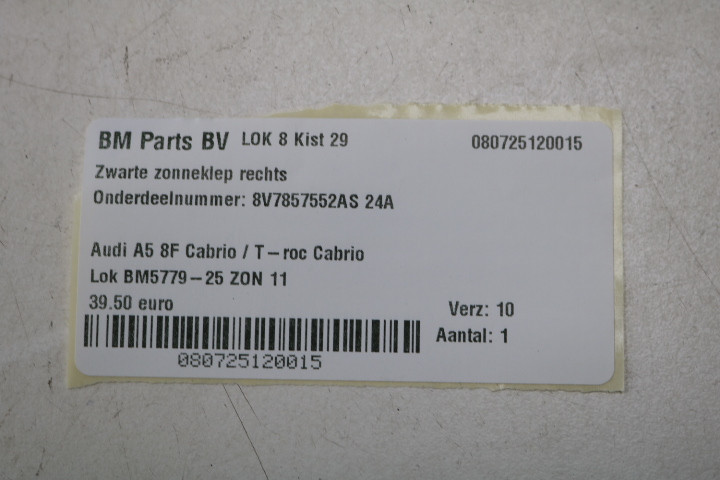 BM Parts BV LOK 8 Kist 29 080725120015
Zwarte zonneklep rechts
Onderdeelnummer: 8V7857552AS 24A
Audi A5 8F Cabrio / T-roc Cabrio
Lok BM5779-25 ZON 11
39.50 euro
Verz: 10
Aantal: 1
080725120015